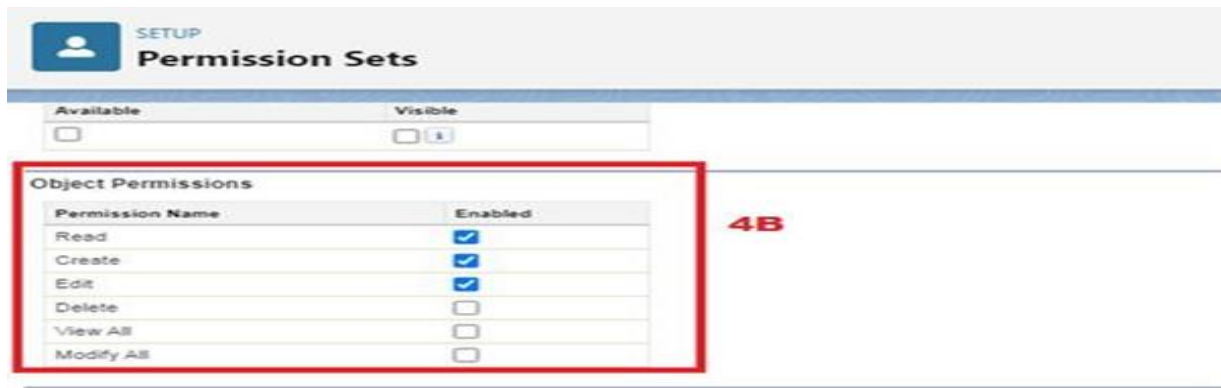 SETUP
Permission Sets
Available Visible
Object Permissions
Permission Name Enabled
Read
Create
Edit
Delete
View All
Modify All
4B